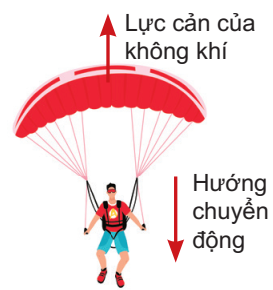 Lực cản của
không khí
Hướng
chuyển
động